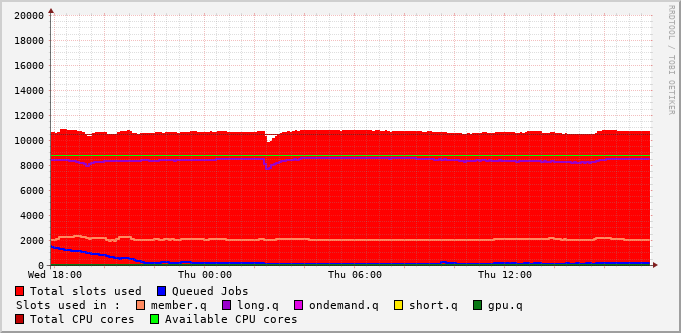 20000
18000
16000
14000
12000
10000
8000
6000
4000
2000
0
Wed 18:00 Thu 00:00 Thu 06:00 Thu 12:00
RRDTOOL / TOBI OETIKER
Total slots used Queued Jobs
Slots used in : member.q long.q ondemand.q short.q gpu.q
Total CPU cores Available CPU cores